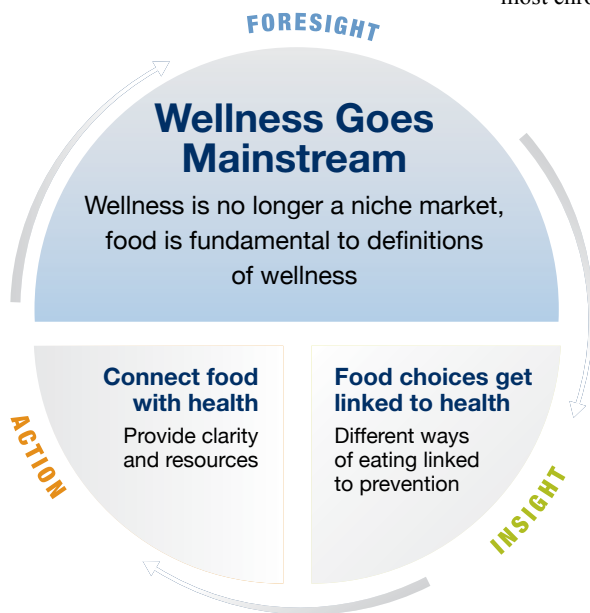 most chro
FORESIGHT
Wellness Goes
Mainstream
Wellness is no longer a niche market,
food is fundamental to definitions
of wellness
Connect food
with health
Provide clarity
and resources
Food choices get
linked to health
Different ways
of eating linked
to prevention
ACTION
INSIGHT